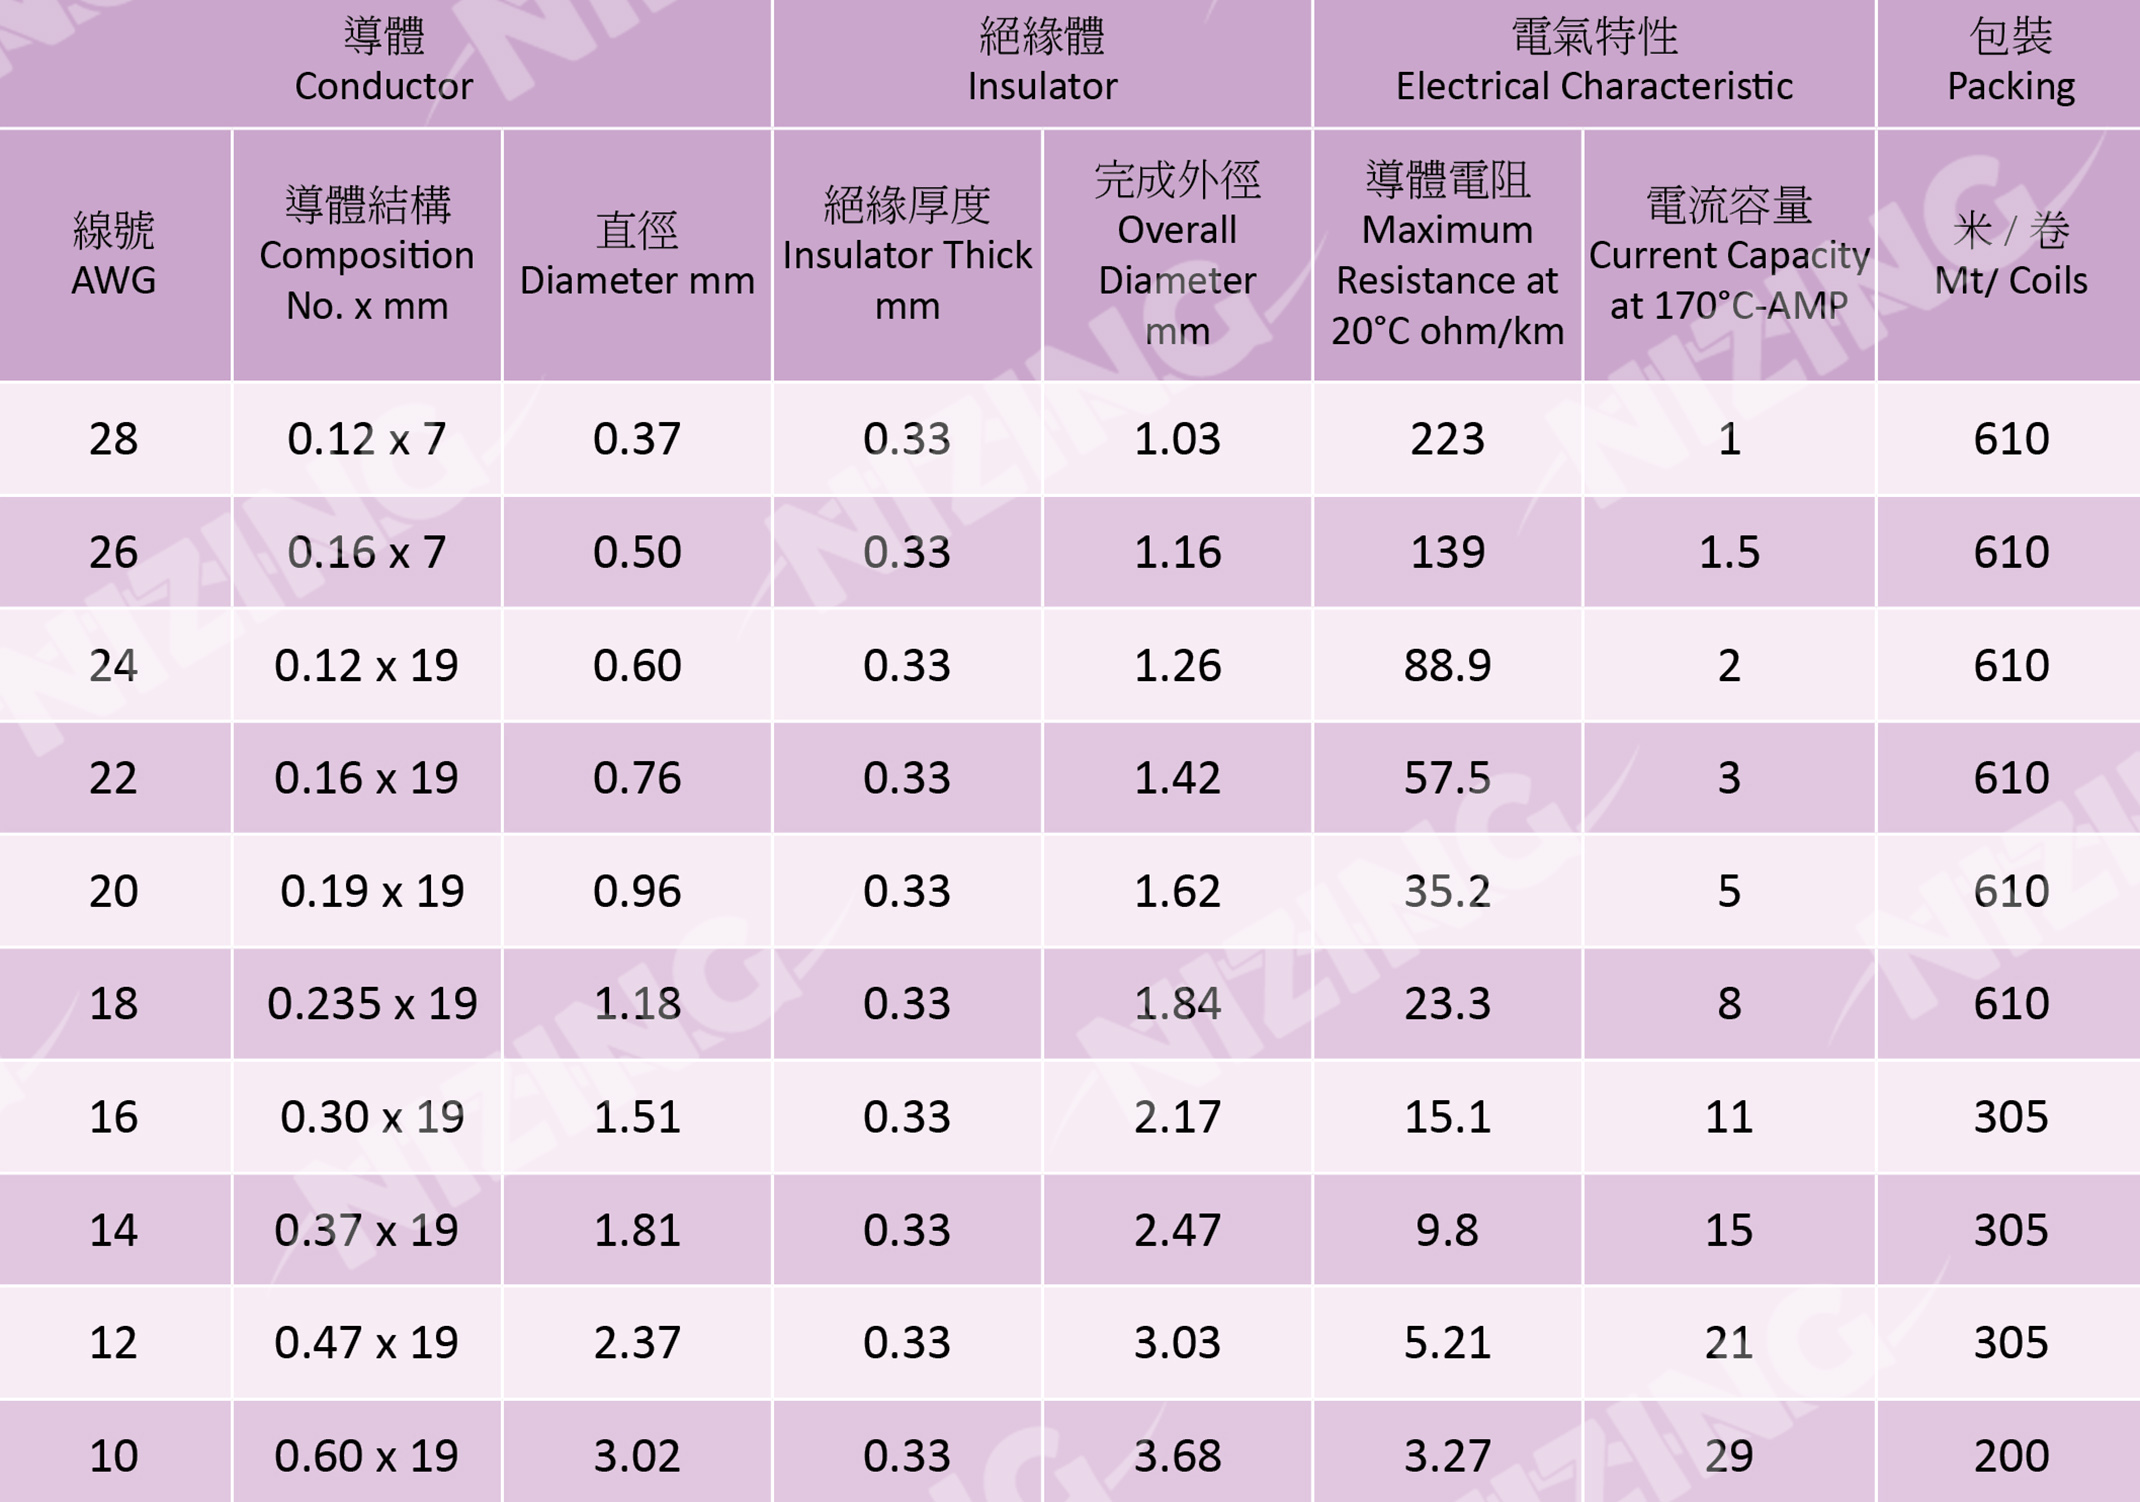 導體
Conductor
絕緣體
Insulator
電氣特性
Electrical Characteristic
包裝
Packing
線號
AWG
導體結構
Composition
No. x mm
直徑
Diameter mm
絕緣厚度
Insulator Thick
mm
完成外徑
Overall
Diameter
mm
導體電阻
Maximum
Resistance at
20°C ohm/km
電流容量
Current Capacity
at 170°C-AMP
米 / 卷
Mt/ Coils
28 0.12 x 7 0.37 0.33 1.03 223 1 610
26 0.16 x 7 0.50 0.33 1.16 139 1.5 610
24 0.12 x 19 0.60 0.33 1.26 88.9 2 610
22 0.16 x 19 0.76 0.33 1.42 57.5 3 610
20 0.19 x 19 0.96 0.33 1.62 35.2 5 610
18 0.235 x 19 1.18 0.33 1.84 23.3 8 610
16 0.30 x 19 1.51 0.33 2.17 15.1 11 305
14 0.37 x 19 1.81 0.33 2.47 9.8 15 305
12 0.47 x 19 2.37 0.33 3.03 5.21 21 305
10 0.60 x 19 3.02 0.33 3.68 3.27 29 200
NIZING
NIZING
NIZING
NIZING
NIZING
NIZING
NIZING